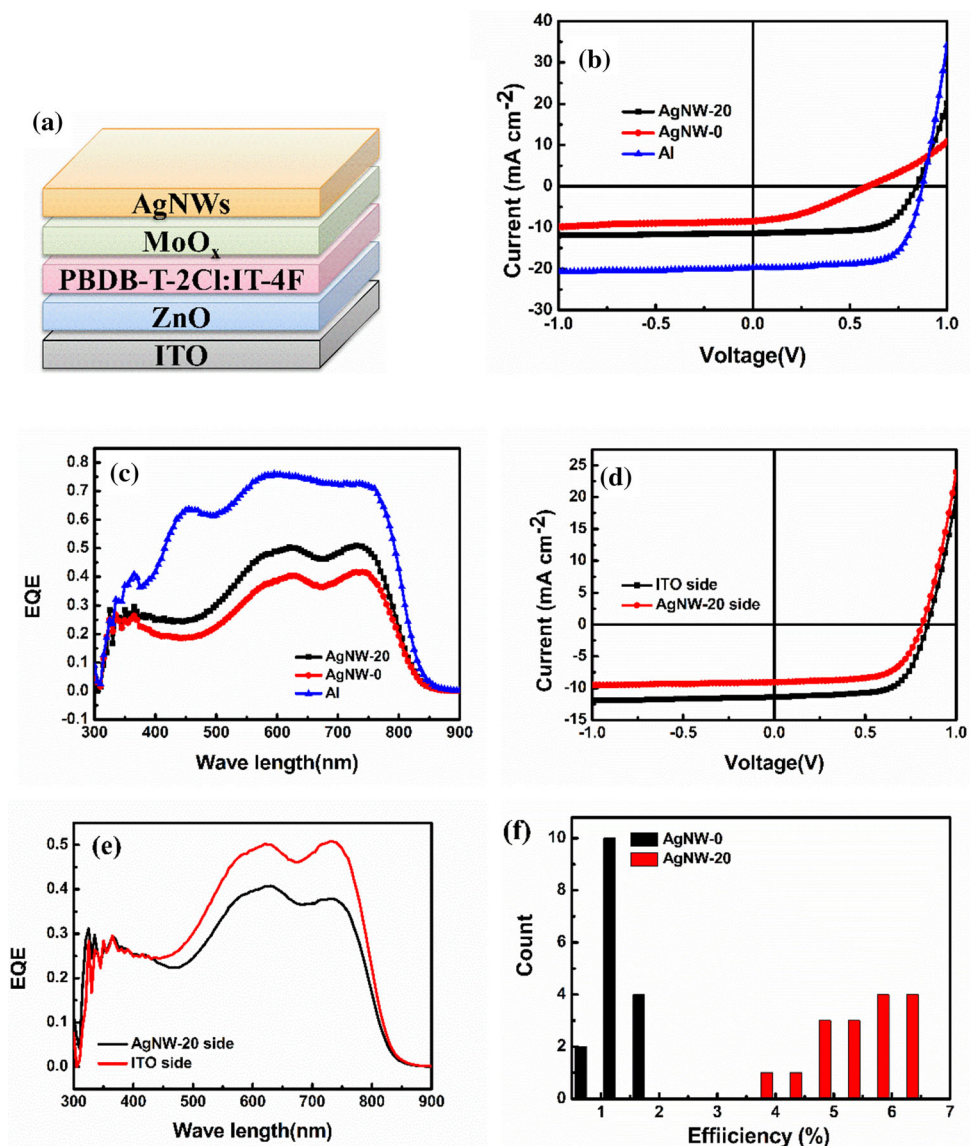 (a)
AgNWs
MoOx
PBDB-T-2Cl:IT-4F
ZnO
ITO
(b)
AgNW-20
AgNW-0
Al
40
30
20
10
0
-10
-20
-30
-1.0 -0.5 0.0 0.5 1.0
Current (mA cm-2)
Voltage(V)
(c)
0.8
0.7
0.6
0.5
0.4
0.3
0.2
0.1
0.0
-0.1
EQE
AgNW-20
AgNW-0
Al
300 400 500 600 700 800 900
Wave length(nm)
(d)
25
20
15
10
5
0
-5
-10
-15
Current (mA cm-2)
ITO side
AgNW-20 side
-1.0 -0.5 0.0 0.5 1.0
Voltage(V)
(e)
0.5
0.4
0.3
0.2
0.1
0.0
EQE
AgNW-20 side
ITO side
300 400 500 600 700 800 900
Wave length(nm)
(f)
AgNW-0
AgNW-20
10
8
6
4
2
0
Count
1 2 3 4 5 6 7
Effiiciency (%)